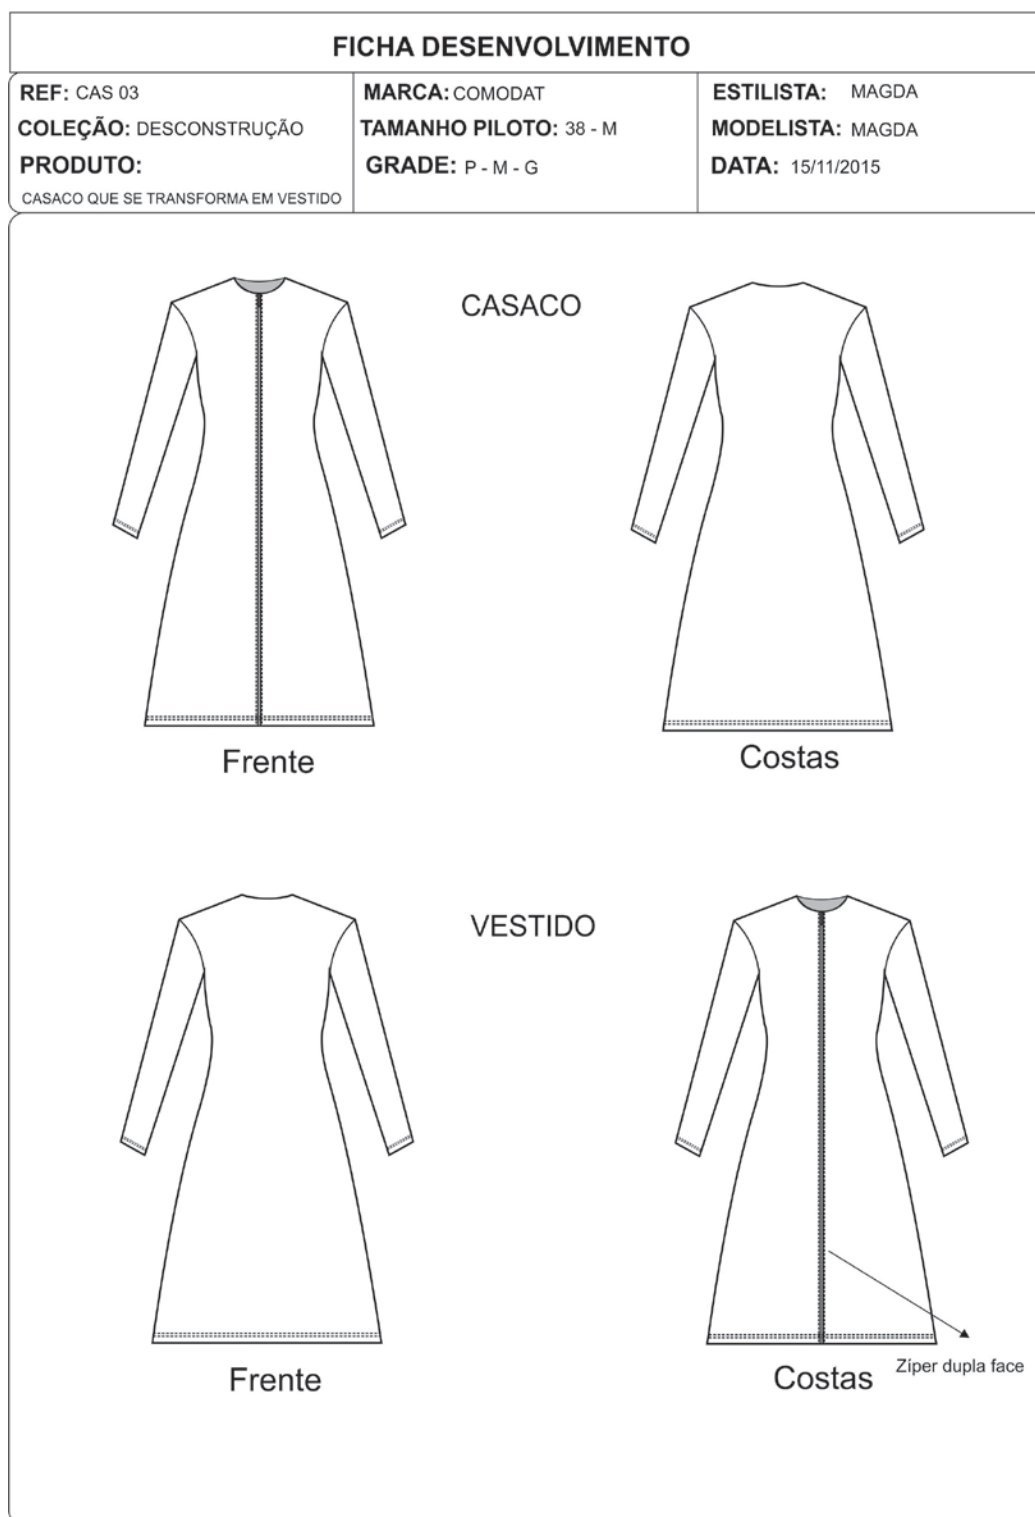 FICHA DESENVOLVIMENTO
REF: CAS 03
COLEÇÃO: DESCONSTRUÇÃO
PRODUTO:
CASACO QUE SE TRANSFORMA EM VESTIDO
MARCA: COMODAT
TAMANHO PILOTO: 38 - M
GRADE: P - M - G
ESTILISTA: MAGDA
MODELISTA: MAGDA
DATA: 15/11/2015
CASACO
Frente
Costas
VESTIDO
Frente
Costas
Zíper dupla face